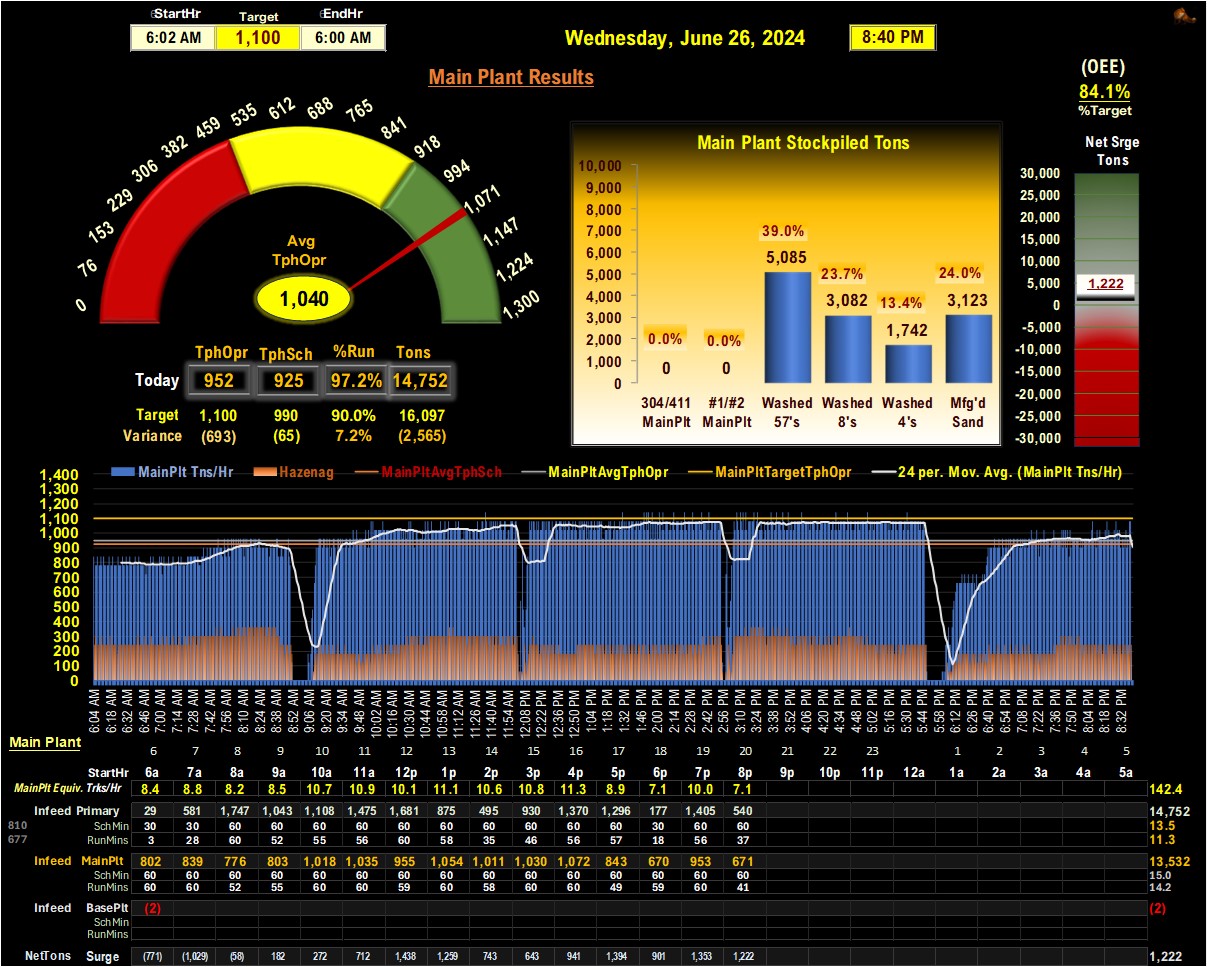 StartHr Target EndHr
6:02 AM 1,100 6:00 AM
Wednesday, June 26, 2024 8:40 PM
Main Plant Results
(OEE)
84.1%
%Target
Net Srge
Tons
0 76 153 229 306 382 459 535 612 688 765 841 918 994 1,071 1,147 1,224 1,300
Avg
TphOpr
1,040
TphOpr TphSch %Run Tons
Today 952 925 97.2% 14,752
Target 1,100 990 90.0% 16,097
Variance (693) (65) 7.2% (2,565)
Main Plant Stockpiled Tons
10,000
9,000
8,000
7,000
6,000
5,000
4,000
3,000
2,000
1,000
0
0.0% 0.0% 39.0% 23.7% 13.4% 24.0%
0 0 5,085 3,082 1,742 3,123
304/411 #1/#2 Washed Washed Washed Mfg'd
MainPlt MainPlt 57's 8's 4's Sand
30,000
25,000
20,000
15,000
10,000
5,000
0
-5,000
-10,000
-15,000
-20,000
-25,000
-30,000
1,222
MainPlt Tns/Hr Hazenag MainPltAvgTphSch MainPltAvgTphOpr MainPltTargetTphOpr 24 per. Mov. Avg. (MainPlt Tns/Hr)
1,400
1,300
1,200
1,100
1,000
900
800
700
600
500
400
300
200
100
0
6:04 AM 6:18 AM 6:32 AM 6:46 AM 7:00 AM 7:14 AM 7:28 AM 7:42 AM 7:56 AM 8:10 AM 8:24 AM 8:38 AM 8:52 AM 9:06 AM 9:20 AM 9:34 AM 9:48 AM 10:02 AM 10:16 AM 10:30 AM 10:44 AM 10:58 AM 11:12 AM 11:26 AM 11:40 AM 11:54 AM 12:08 PM 12:22 PM 12:36 PM 12:50 PM 1:04 PM 1:18 PM 1:32 PM 1:46 PM 2:00 PM 2:14 PM 2:28 PM 2:42 PM 2:56 PM 3:10 PM 3:24 PM 3:38 PM 3:52 PM 4:06 PM 4:20 PM 4:34 PM 4:48 PM 5:02 PM 5:16 PM 5:30 PM 5:44 PM 5:58 PM 6:12 PM 6:26 PM 6:40 PM 6:54 PM 7:08 PM 7:22 PM 7:36 PM 7:50 PM 8:04 PM 8:18 PM 8:32 PM
Main Plant
6 7 8 9 10 11 12 13 14 15 16 17 18 19 20 21 22 23 1 2 3 4 5
StartHr 6a 7a 8a 9a 10a 11a 12p 1p 2p 3p 4p 5p 6p 7p 8p 9p 10p 11p 12a 1a 2a 3a 4a 5a
MainPlt Equiv. Trks/Hr 8.4 8.8 8.2 8.5 10.7 10.9 10.1 11.1 10.6 10.8 11.3 8.9 7.1 10.0 7.1 142.4
Infeed Primary 29 581 1,747 1,043 1,108 1,475 1,681 875 495 930 1,370 1,296 177 1,405 540 14,752
810 SchMin 30 30 60 60 60 60 60 60 60 60 60 60 30 60 60 13.5
677 RunMins 3 28 60 52 55 56 60 58 35 46 56 57 18 56 37 11.3
Infeed MainPlt 802 839 776 803 1,018 1,035 955 1,054 1,011 1,030 1,072 843 670 953 671 13,532
SchMin 60 60 60 60 60 60 60 60 60 60 60 60 60 60 60 15.0
RunMins 60 60 52 55 60 60 59 60 58 60 60 49 59 60 41 14.2
Infeed BasePlt (2) (2)
SchMin
RunMins
NetTons Surge (771) (1,029) (58) 182 272 712 1,438 1,259 743 643 941 1,394 901 1,353 1,222 1,222